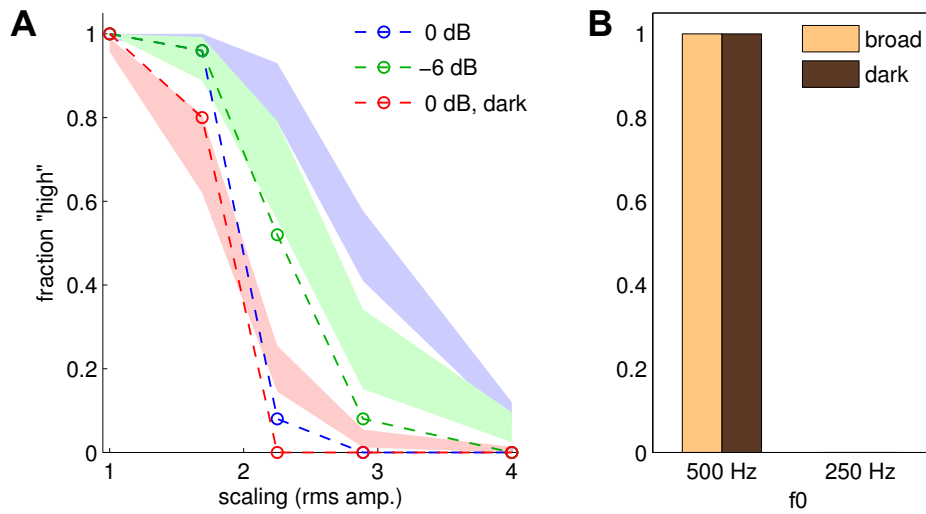 A
1
0.8
0.6
0.4
0.2
0
fraction "high"
0 dB
−6 dB
0 dB, dark
1
2
3
4
scaling (rms amp.)
B
1
0.8
0.6
0.4
0.2
0
broad
dark
500 Hz
250 Hz
f0